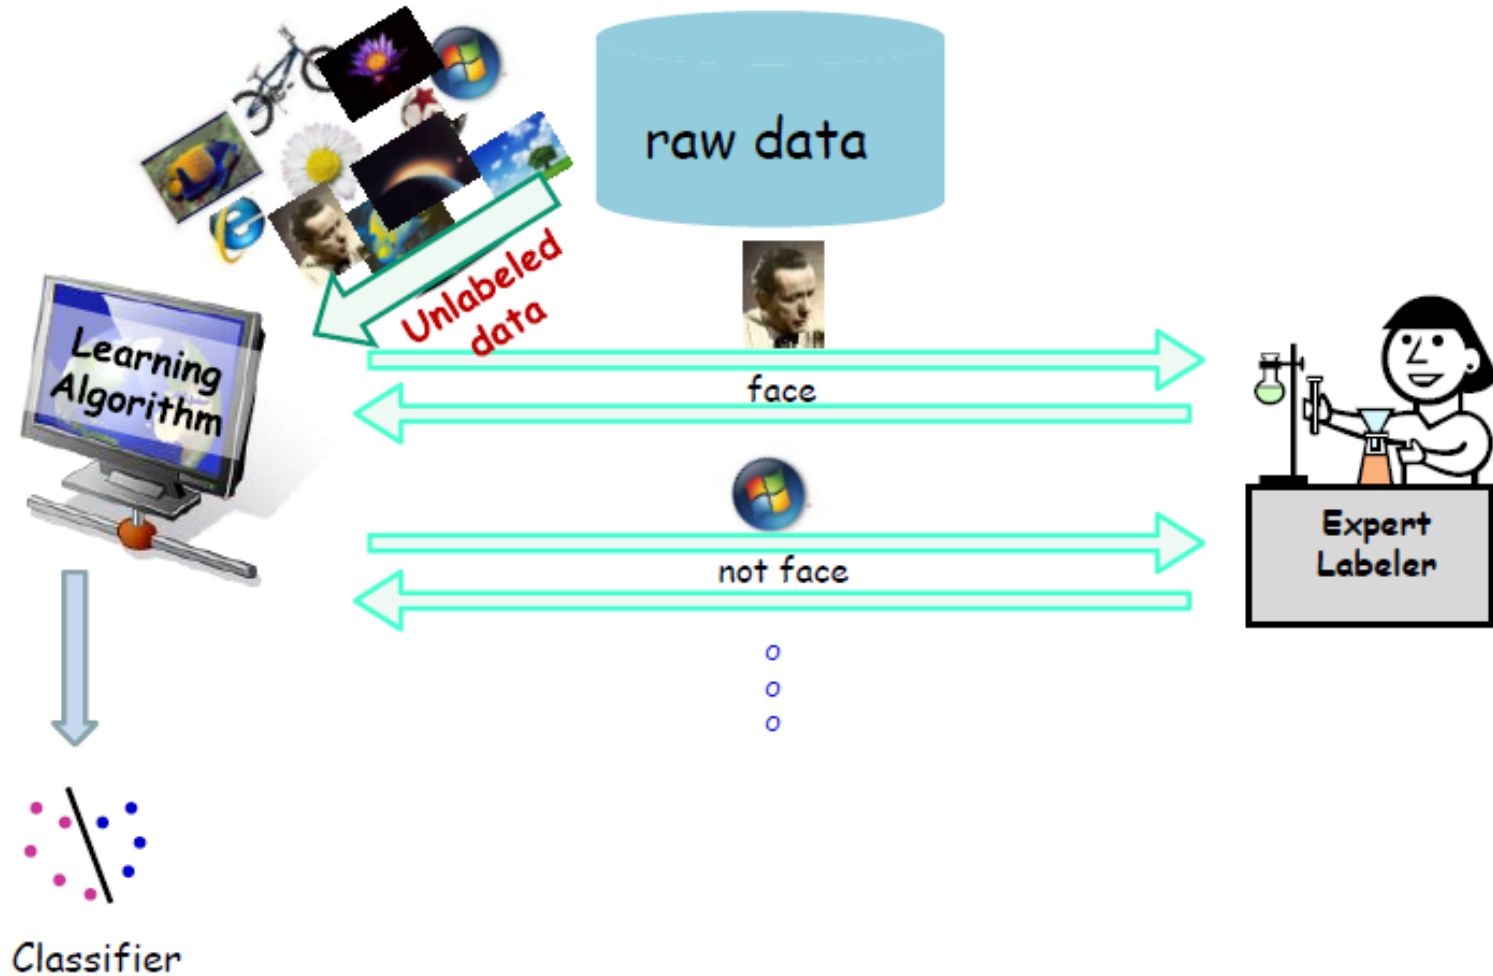 raw data
Unlabeled
data
Learning
Algorithm
face
not face
Expert
Labeler
o
o
o
Classifier